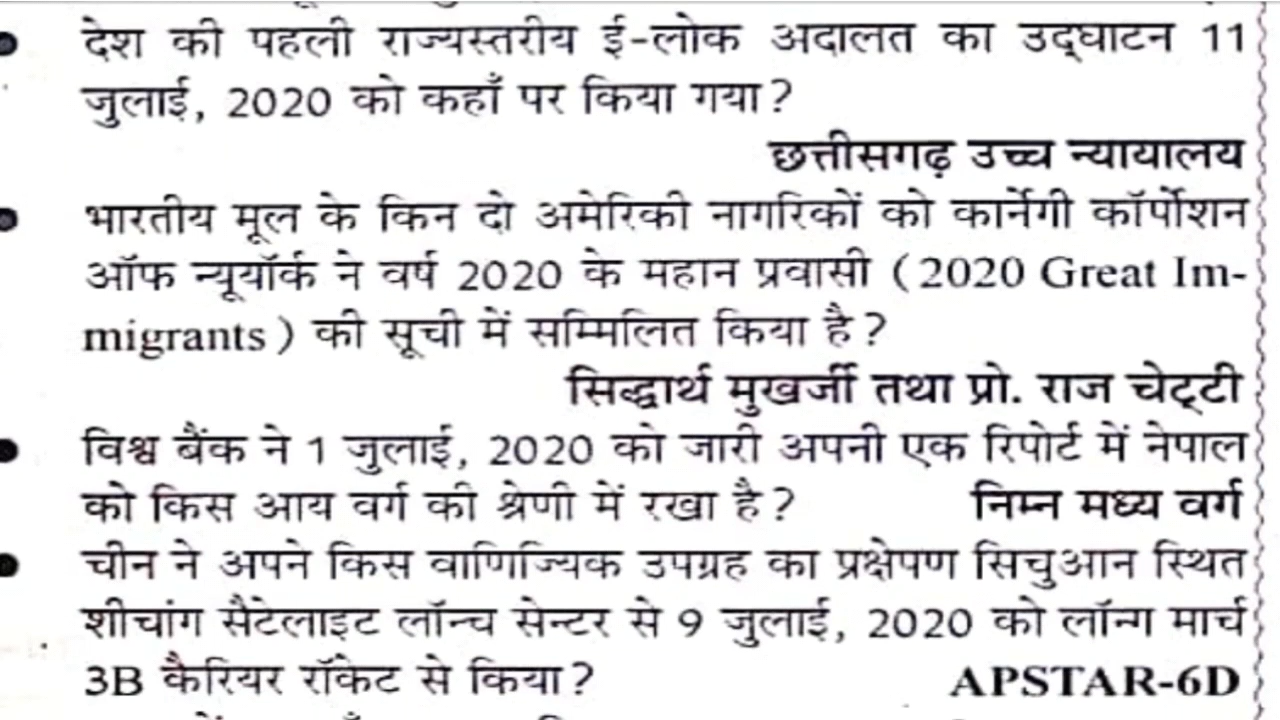 देश की पहली राज्यस्तरीय ई-लोक अदालत का उद्घाटन 11
जुलाई, 2020 को कहाँ पर किया गया?
छत्तीसगढ़ उच्च न्यायालय
भारतीय मूल के किन दो अमेरिकी नागरिकों को कार्नेगी कॉर्पोशन
ऑफ न्यूयॉर्क ने वर्ष 2020 के महान प्रवासी (2020 Great Im-
migrants) की सूची में सम्मिलित किया है?
सिद्धार्थ मुखर्जी तथा प्रो. राज चेट्टी
विश्व बैंक ने 1 जुलाई, 2020 को जारी अपनी एक रिपोर्ट में नेपाल
को किस आय वर्ग की श्रेणी में रखा है? निम्न मध्य वर्ग
चीन ने अपने किस वाणिज्यिक उपग्रह का प्रक्षेपण सिचुआन स्थित
शीचांग सैटेलाइट लॉन्च सेन्टर से 9 जुलाई, 2020 को लॉन्ग मार्च
3B कैरियर रॉकेट से किया? APSTAR-6D